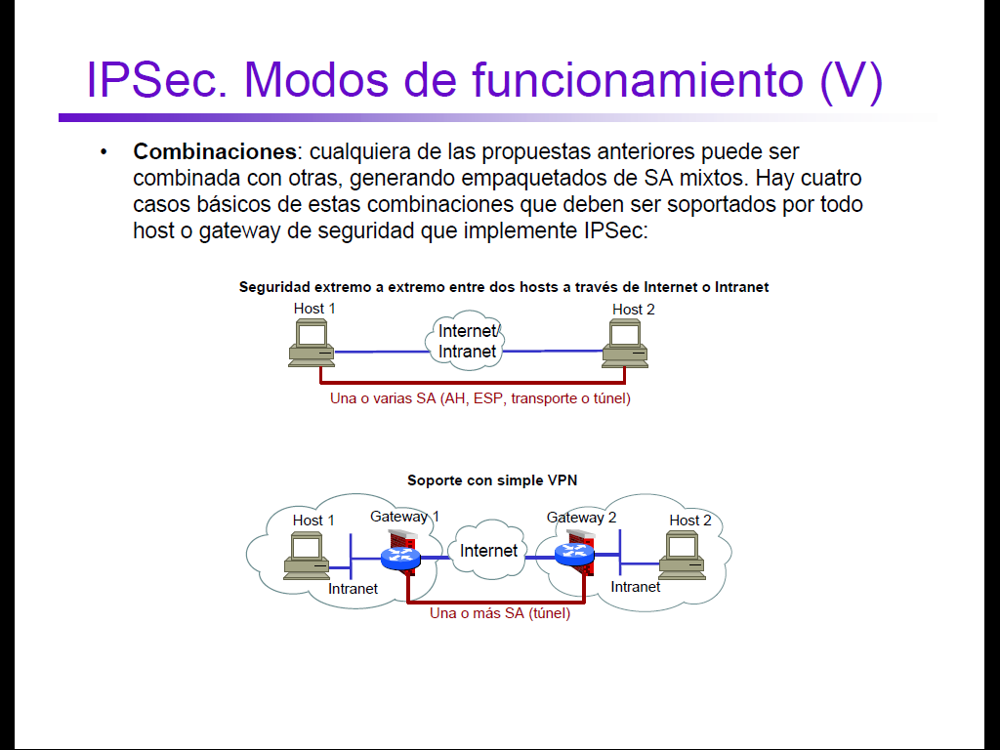 IPSec. Modos de funcionamiento (V)
• Combinaciones: cualquiera de las propuestas anteriores puede ser
combinada con otras, generando empaquetados de SA mixtos. Hay cuatro
casos básicos de estas combinaciones que deben ser soportados por todo
host o gateway de seguridad que implemente IPSec:
Seguridad extremo a extremo entre dos hosts a través de Internet o Intranet
Host 1
Host 2
Internet/
Intranet
Una o varias SA (AH, ESP, transporte o túnel)
Soporte con simple VPN
Host 1
Gateway 1
Gateway 2
Host 2
Internet
Intranet
Intranet
Una o más SA (túnel)